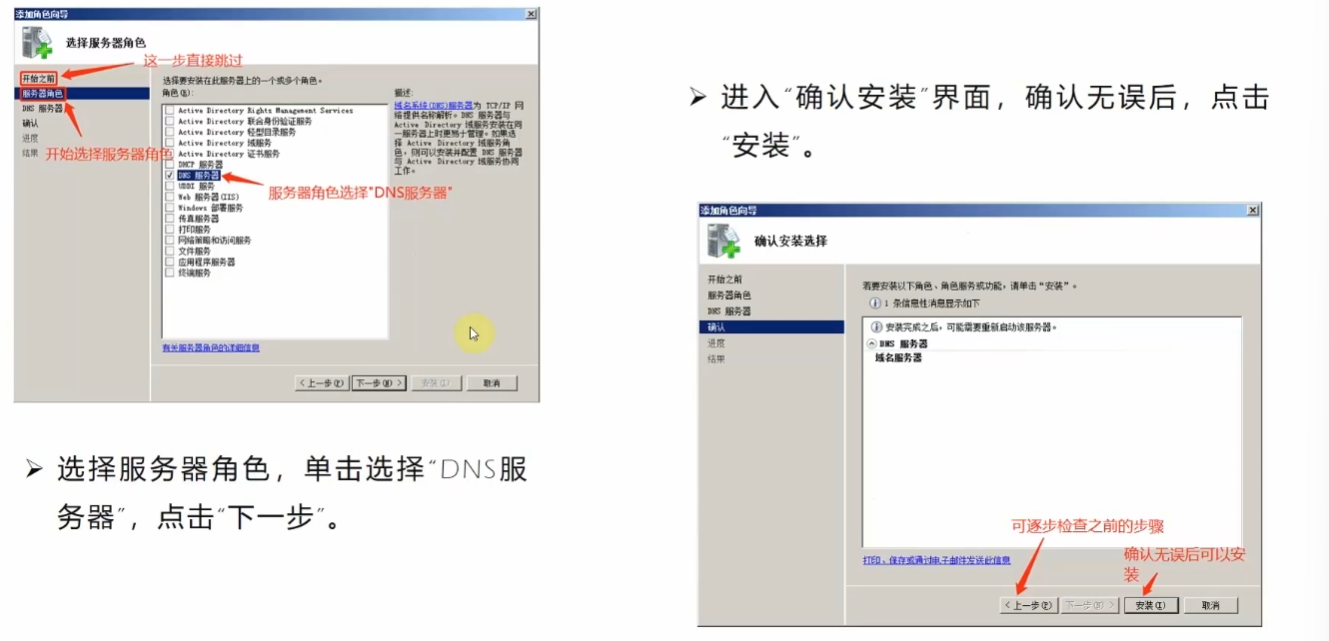 添加角色向导
选择服务器角色
这一步直接跳过
开始之前
服务器角色
DNS 服务器
确认
进度
结果
开始选择服务器角色
选择要安装在此服务器上的一个或多个角色。
角色(R):
Active Directory Rights Management Services
Active Directory 联合身份验证服务
Active Directory 轻型目录服务
Active Directory 域服务
Active Directory 证书服务
DHCP 服务器
DNS 服务器
UDDI 服务
Web 服务器(IIS)
Windows 部署服务
传真服务器
打印服务
网络策略和访问服务
文件服务
应用程序服务器
终端服务
服务器角色选择"DNS服务器"
描述:
域名系统(DNS)服务器为 TCP/IP 网
络提供名称解析。DNS 服务器与
Active Directory 域服务安装在同
一服务器上时更易于管理。如果选
择 Active Directory 域服务角
色，则可以安装并配置 DNS 服务器
与 Active Directory 域服务协同
工作。
有关服务器角色的详细信息
< 上一步(P)
下一步(N) >
安装(I)
取消
➢ 选择服务器角色，单击选择“DNS服
务器”，点击“下一步”。
➢ 进入“确认安装”界面，确认无误后，点击
“安装”。
添加角色向导
确认安装选择
开始之前
服务器角色
DNS 服务器
确认
进度
结果
若要安装以下角色、角色服务或功能，请单击“安装”。
1 条信息性消息显示如下
安装完成之后，可能需要重新启动该服务器。
DNS 服务器
域名服务器
可逐步检查之前的步骤
确认无误后可以安
装
打印、保存或通过电子邮件发送此信息
< 上一步(P)
下一步(N) >
安装(I)
取消